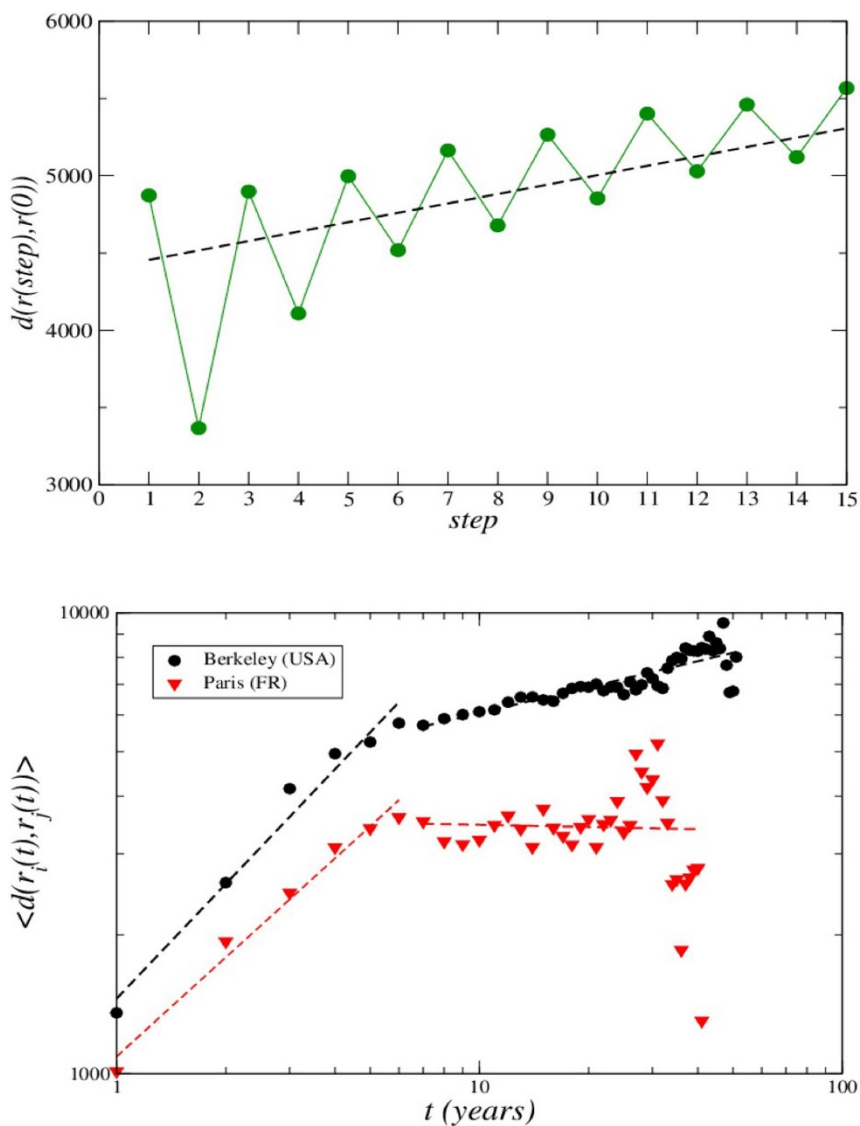 6000
5000
4000
3000
d(r(step),r(0))
0 1 2 3 4 5 6 7 8 9 10 11 12 13 14 15
step
10000
1000
<d(r_i(t),r_j(t))>
Berkeley (USA)
Paris (FR)
1 10 100
t (years)